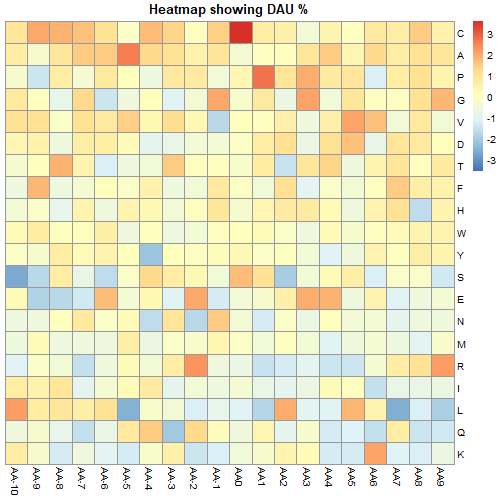 Heatmap showing DAU %
C
A
P
G
V
D
T
F
H
W
Y
S
E
N
M
R
I
L
Q
K
3
2
1
0
-1
-2
-3
AA-10 AA-9 AA-8 AA-7 AA-6 AA-5 AA-4 AA-3 AA-2 AA-1 AA0 AA1 AA2 AA3 AA4 AA5 AA6 AA7 AA8 AA9